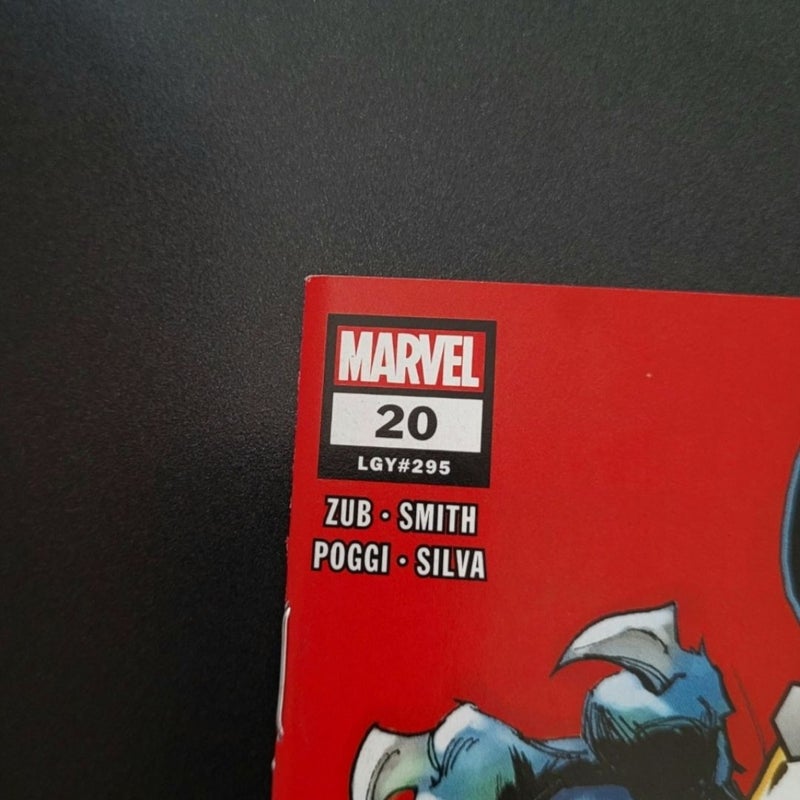 MARVEL
20
LGY#295
ZUB • SMITH
POGGI • SILVA